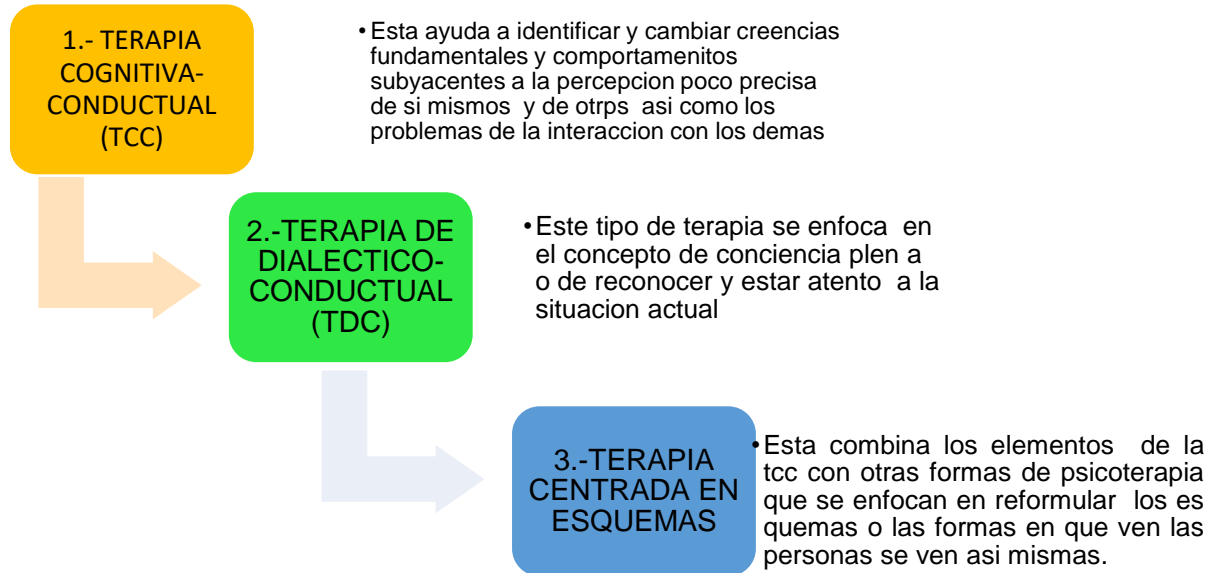 1.- TERAPIA
COGNITIVA-
CONDUCTUAL
(TCC)
•Esta ayuda a identificar y cambiar creencias
fundamentales y comportamenitos
subyacentes a la percepcion poco precisa
de si mismos y de otrps asi como los
problemas de la interaccion con los demas
2.-TERAPIA DE
DIALECTICO-
CONDUCTUAL
(TDC)
•Este tipo de terapia se enfoca en
el concepto de conciencia plen a
o de reconocer y estar atento a la
situacion actual
3.-TERAPIA
CENTRADA EN
ESQUEMAS
•Esta combina los elementos de la
tcc con otras formas de psicoterapia
que se enfocan en reformular los es
quemas o las formas en que ven las
personas se ven asi mismas.